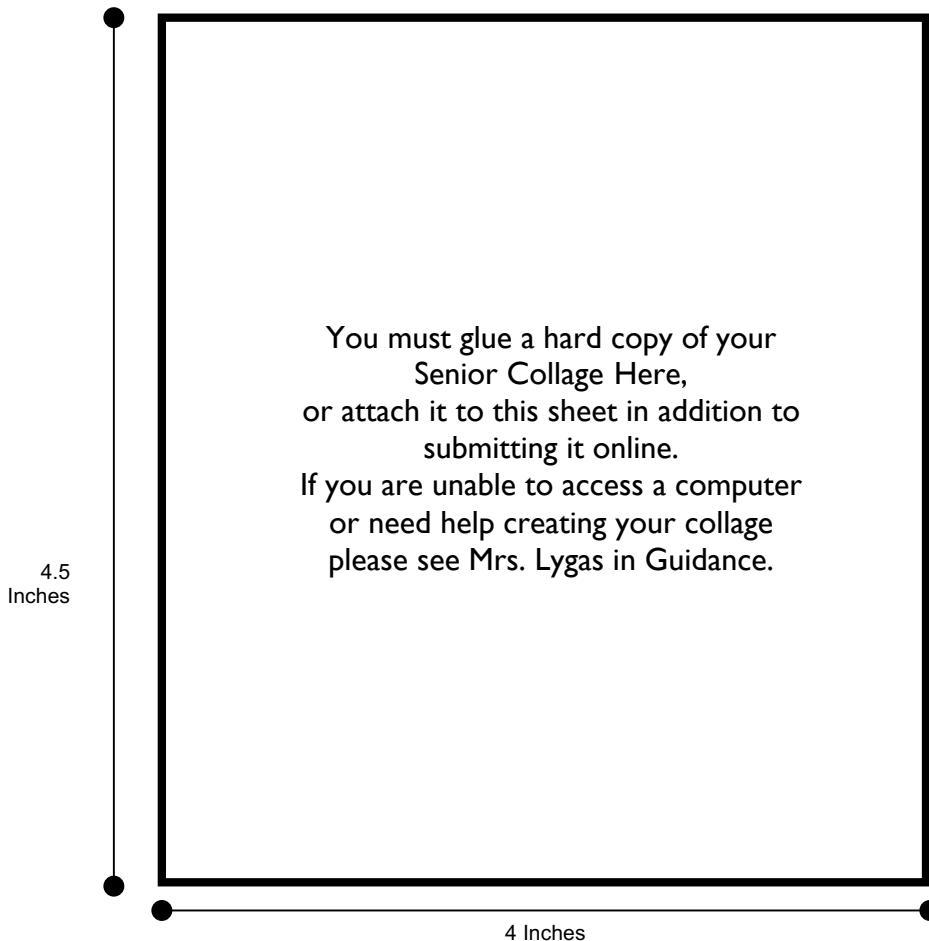 You must glue a hard copy of your
Senior Collage Here,
or attach it to this sheet in addition to
submitting it online.
If you are unable to access a computer
or need help creating your collage
please see Mrs. Lygas in Guidance.
4.5
Inches
4 Inches